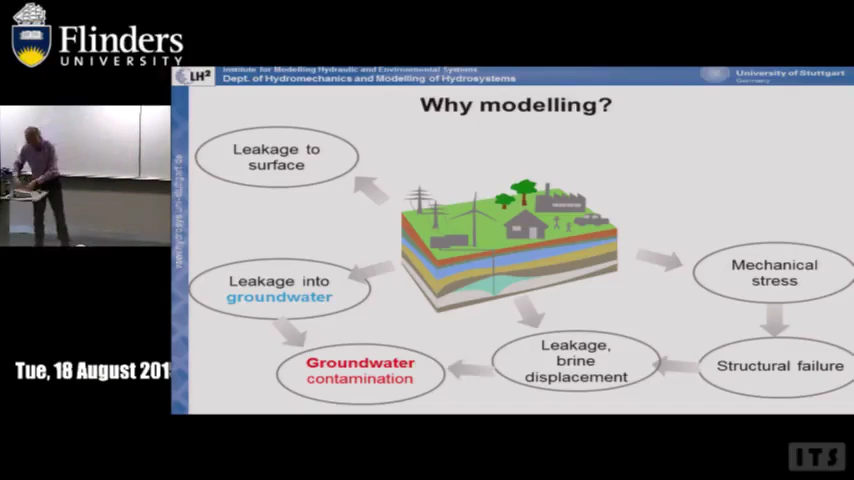 Flinders
UNIVERSITY
LH²
Institute for Modelling Hydraulic and Environmental Systems
Dept. of Hydromechanics and Modelling of Hydrosystems
University of Stuttgart
Germany
Why modelling?
Leakage to
surface
Leakage into
groundwater
Groundwater
contamination
Leakage,
brine
displacement
Mechanical
stress
Structural failure
Tue, 18 August 201
ITS